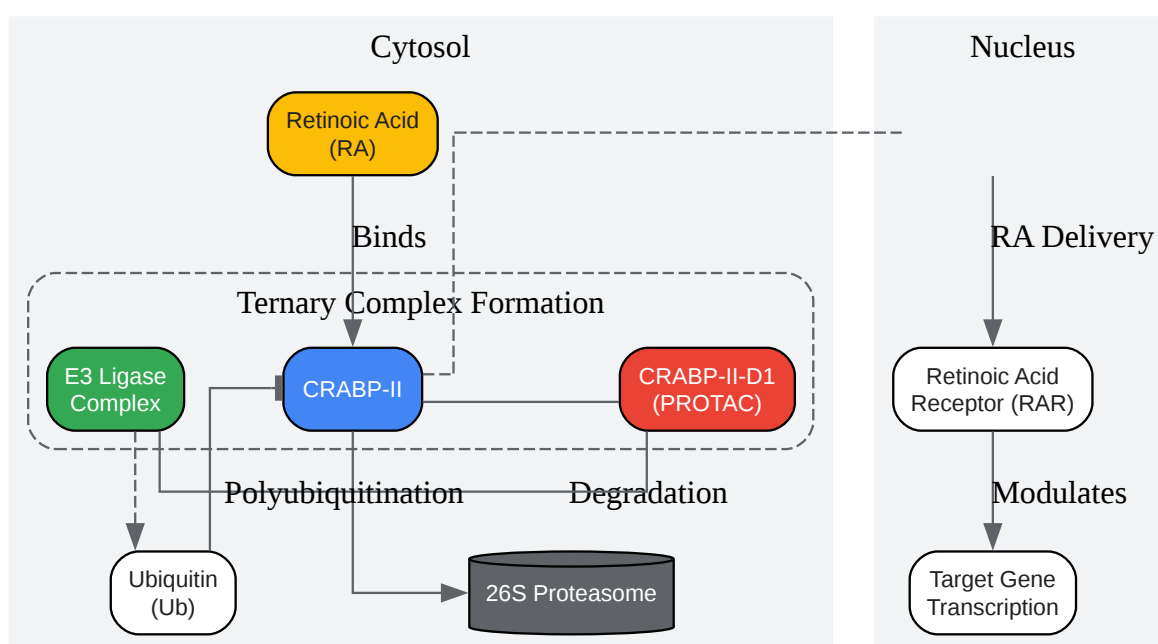 Cytosol
Nucleus
Retinoic Acid
(RA)
Binds
RA Delivery
Ternary Complex Formation
E3 Ligase
Complex
CRABP-II
CRABP-II-D1
(PROTAC)
Retinoic Acid
Receptor (RAR)
Polyubiquitination
Degradation
Modulates
Ubiquitin
(Ub)
26S Proteasome
Target Gene
Transcription